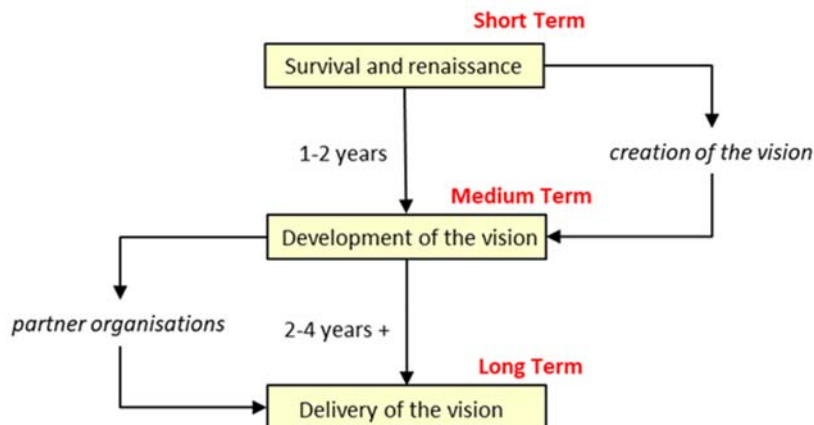 Short Term
Survival and renaissance
1-2 years
creation of the vision
Medium Term
Development of the vision
partner organisations
2-4 years +
Long Term
Delivery of the vision